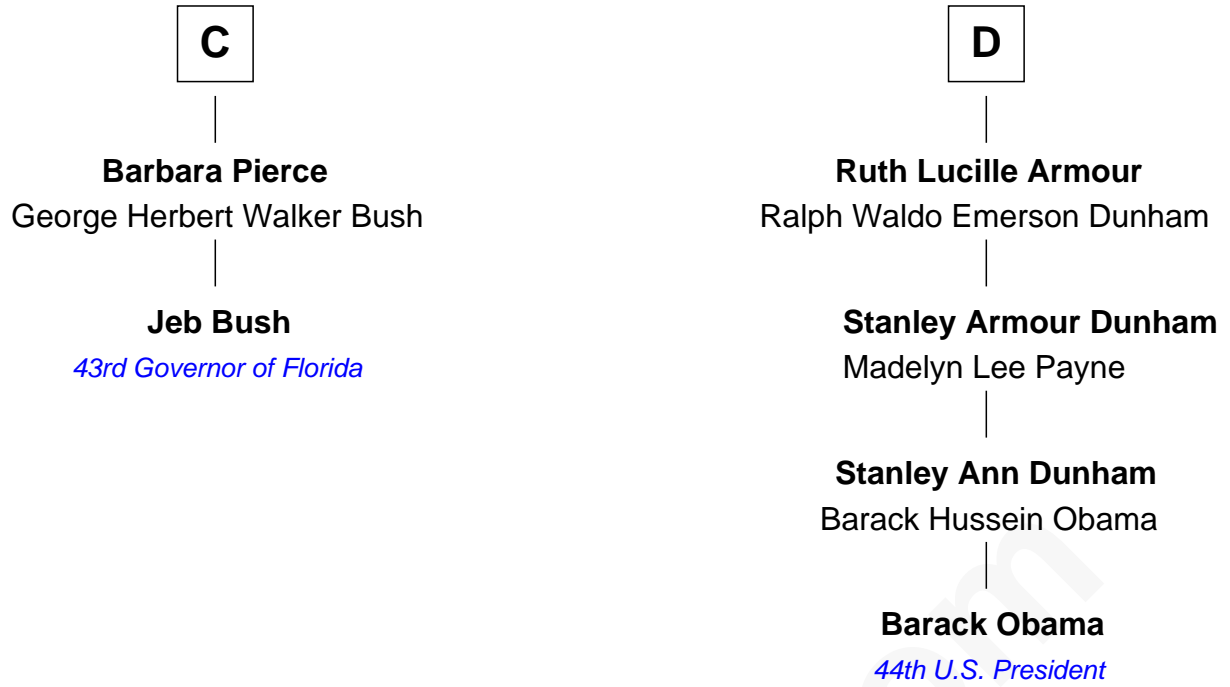 C
Barbara Pierce
George Herbert Walker Bush
Jeb Bush
43rd Governor of Florida
D
Ruth Lucille Armour
Ralph Waldo Emerson Dunham
Stanley Armour Dunham
Madelyn Lee Payne
Stanley Ann Dunham
Barack Hussein Obama
Barack Obama
44th U.S. President